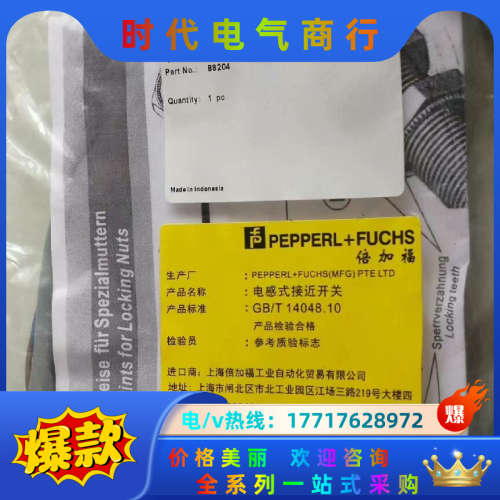 时代电气商行
Part No.: 88204
Quantity: 1 pc
Made in Indonesia
eise für Spezialmuttern
ints for Locking Nuts
Sperrverzahnung
Locking teeth
PEPPERL+FUCHS
倍加福
生产厂 : PEPPERL+FUCHS(MFG) PTE LTD
产品名称 : 电感式接近开关
产品标准 : GB/T 14048.10
产品检验合格
检验员 : 参考质验标志
进口商: 上海倍加福工业自动化贸易有限公司
地址: 上海市闸北区市北工业园区江场三路219号大楼四
电/v热线: 17717628972
爆
爆款
价格美丽 欢迎咨询
全系列一站式采购